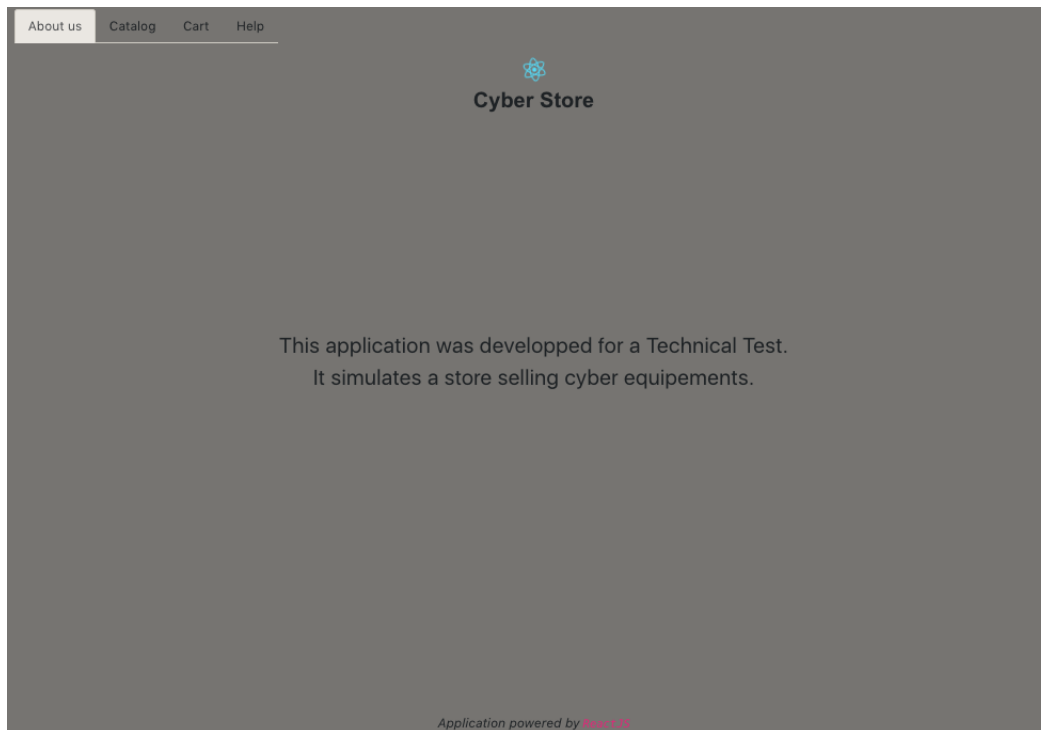 About us Catalog Cart Help
Cyber Store
This application was developped for a Technical Test.
It simulates a store selling cyber equipements.
Application powered by ReactJS